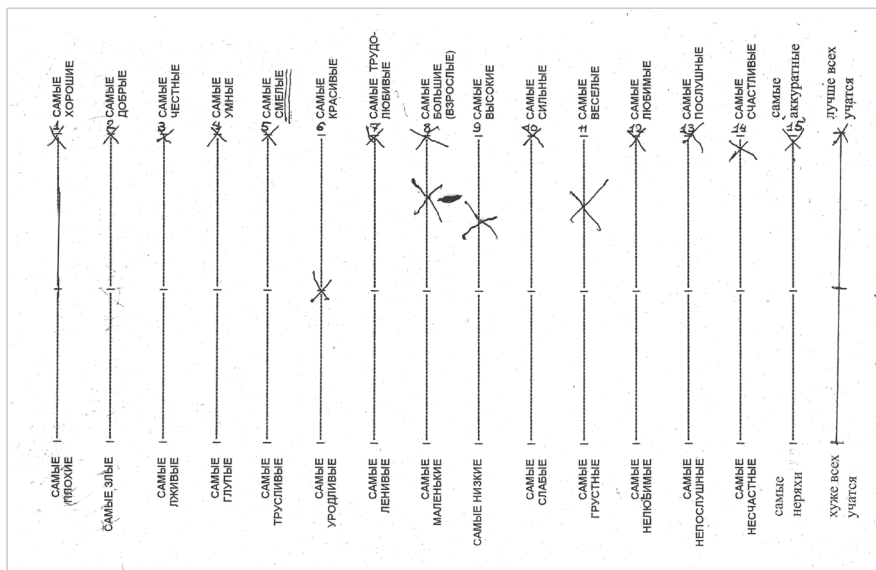 САМЫЕ
ХОРОШИЕ
САМЫЕ
ДОБРЫЕ
САМЫЕ
ЧЕСТНЫЕ
САМЫЕ
УМНЫЕ
САМЫЕ
СМЕЛЫЕ
САМЫЕ
КРАСИВЫЕ
САМЫЕ ТРУДО-
ЛЮБИВЫЕ
САМЫЕ
БОЛЬШИЕ
(ВЗРОСЛЫЕ)
САМЫЕ
ВЫСОКИЕ
САМЫЕ
СИЛЬНЫЕ
САМЫЕ
ВЕСЕЛЫЕ
САМЫЕ
ЛЮБИМЫЕ
САМЫЕ
ПОСЛУШНЫЕ
САМЫЕ
СЧАСТЛИВЫЕ
самые
аккуратные
лучше всех
учатся
САМЫЕ
ПЛОХИЕ
САМЫЕ ЗЛЫЕ
САМЫЕ
ЛЖИВЫЕ
САМЫЕ
ГЛУПЫЕ
САМЫЕ
ТРУСЛИВЫЕ
САМЫЕ
УРОДЛИВЫЕ
САМЫЕ
ЛЕНИВЫЕ
САМЫЕ
МАЛЕНЬКИЕ
САМЫЕ НИЗКИЕ
САМЫЕ
СЛАБЫЕ
САМЫЕ
ГРУСТНЫЕ
САМЫЕ
НЕЛЮБИМЫЕ
САМЫЕ
НЕПОСЛУШНЫЕ
САМЫЕ
НЕСЧАСТНЫЕ
самые
неряхи
хуже всех
учатся